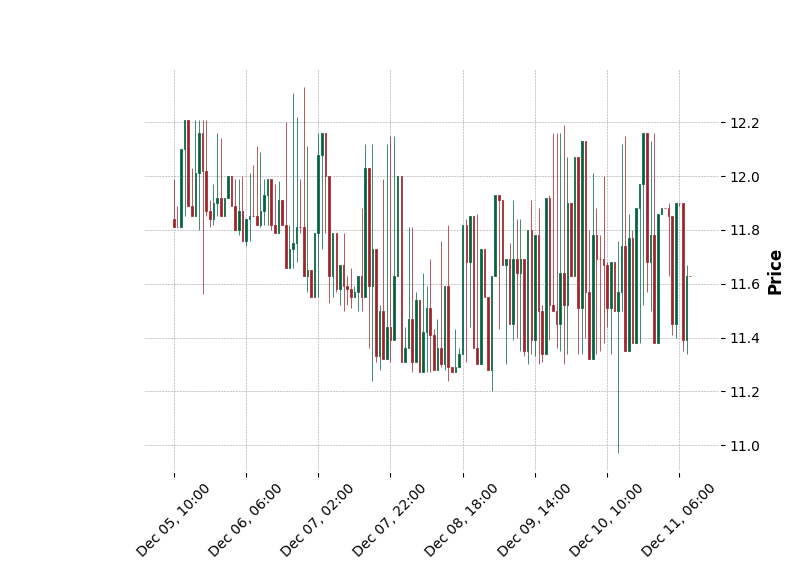 12.2
12.0
11.8
11.6
11.4
11.2
11.0
Price
Dec 05, 10:00
Dec 06, 06:00
Dec 07, 02:00
Dec 07, 22:00
Dec 08, 18:00
Dec 09, 14:00
Dec 10, 10:00
Dec 11, 06:00